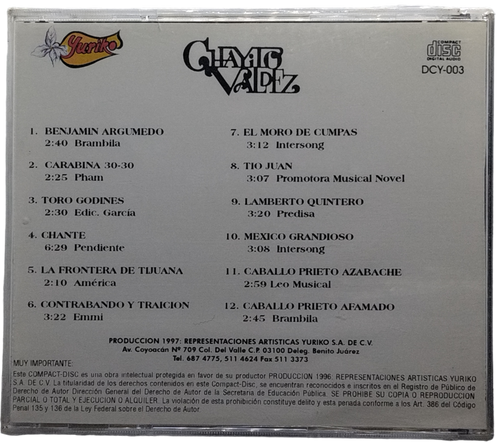 Yuriko
CHAYITO
VALDEZ
COMPACT
disc
DIGITAL AUDIO
DCY-003
1. BENJAMIN ARGUMEDO
2:40 Brambila
2. CARABINA 30-30
2:25 Pham
3. TORO GODINES
2:30 Edic. García
4. CHANTE
6:29 Pendiente
5. LA FRONTERA DE TIJUANA
2:10 América
6. CONTRABANDO Y TRAICION
3:22 Emmi
7. EL MORO DE CUMPAS
3:12 Intersong
8. TIO JUAN
3:07 Promotora Musical Novel
9. LAMBERTO QUINTERO
3:20 Predisa
10. MEXICO GRANDIOSO
3:08 Intersong
11. CABALLO PRIETO AZABACHE
2:59 Leo Musical
12. CABALLO PRIETO AFAMADO
2:45 Brambila
PRODUCCION 1997: REPRESENTACIONES ARTISTICAS YURIKO S.A. DE C.V.
Av. Coyoacán Nº 709 Col. Del Valle C.P. 03100 Deleg. Benito Juárez
Tel. 687 4775, 511 4624 Fax 511 3373
MUY IMPORTANTE:
Este COMPACT-DISC es una obra intelectual protegida en favor de su productor PRODUCCION 1996. REPRESENTACIONES ARTISTICAS YURIKO
S.A. DE C.V. La titularidad de los derechos contenidos en este Compact-Disc, se encuentran reconocidos e inscritos en el Registro de Público de
Derecho de Autor Dirección General del Derecho de Autor de la Secretaria de Educación Pública. SE PROHIBE SU COPIA O REPRODUCCION
PARCIAL O TOTAL Y EJECUCION O ALQUILER. La violación a esta prohibición constituye delito y esta penada conforme a los Art. 386 del Código
Penal 135 y 136 de la Ley Federal sobre el Derecho de Autor